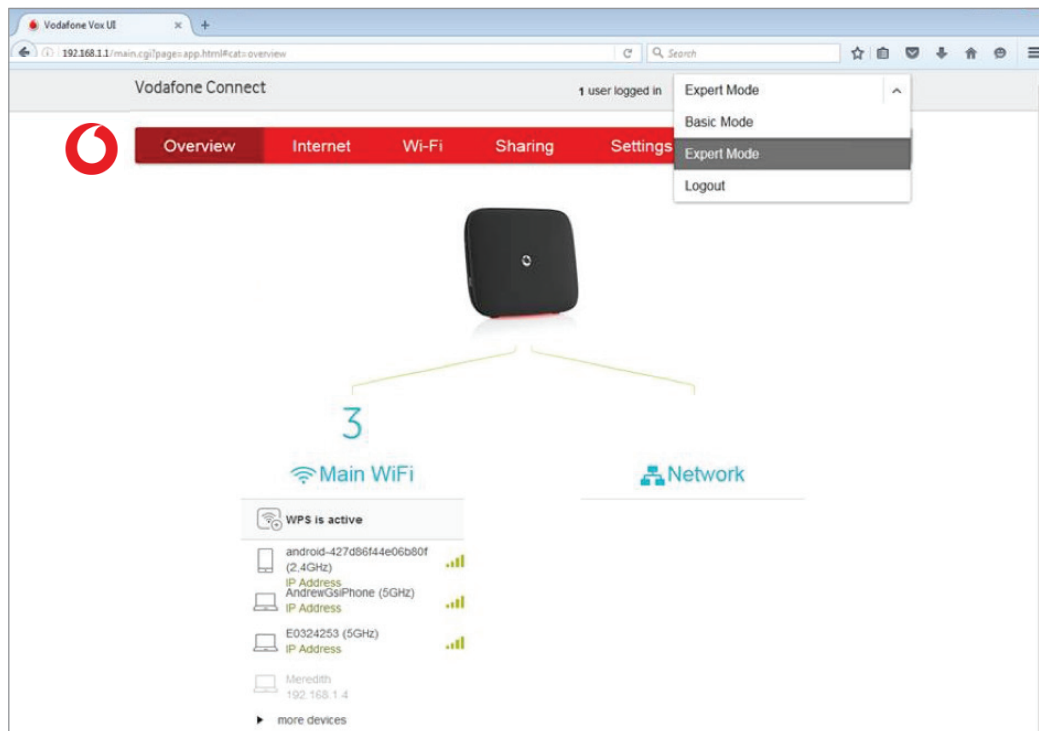 Vodafone Vox UI
192.168.1.1/main.cgi?page=app.html#cat=overview
Search
Vodafone Connect
1 user logged in
Expert Mode
Basic Mode
Expert Mode
Logout
Overview Internet Wi-Fi Sharing Settings
3
Main WiFi
Network
WPS is active
android-427d86f44e06b80f
(2.4GHz)
IP Address
AndrewGsiPhone (5GHz)
IP Address
E0324253 (5GHz)
IP Address
Meredith
192.168.1.4
more devices